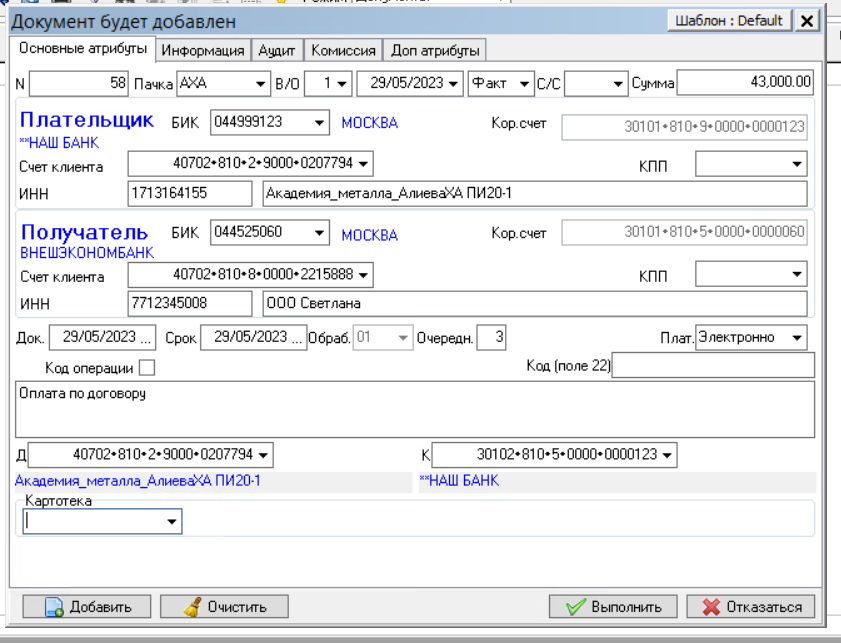 Документ будет добавлен Шаблон : Default
Основные атрибуты Информация Аудит Комиссия Доп атрибуты
N 58 Пачка АХА В/О 1 29/05/2023 Факт С/С Сумма 43,000.00
Плательщик БИК 044999123 МОСКВА Кор.счет 30101•810•9•0000•0000123
**НАШ БАНК
Счет клиента 40702•810•2•9000•0207794 КПП
ИНН 1713164155 Академия_металла_АлиеваХА ПИ20-1
Получатель БИК 044525060 МОСКВА Кор.счет 30101•810•5•0000•0000060
ВНЕШЭКОНОМБАНК
Счет клиента 40702•810•8•0000•2215888 КПП
ИНН 7712345008 ООО Светлана
Док. 29/05/2023 ... Срок 29/05/2023 ... Обраб. 01 Очередн. 3 Плат. Электронно
Код операции Код (поле 22)
Оплата по договору
Д 40702•810•2•9000•0207794 К 30102•810•5•0000•0000123
Академия_металла_АлиеваХА ПИ20-1 **НАШ БАНК
Картотека
Добавить Очистить Выполнить Отказаться